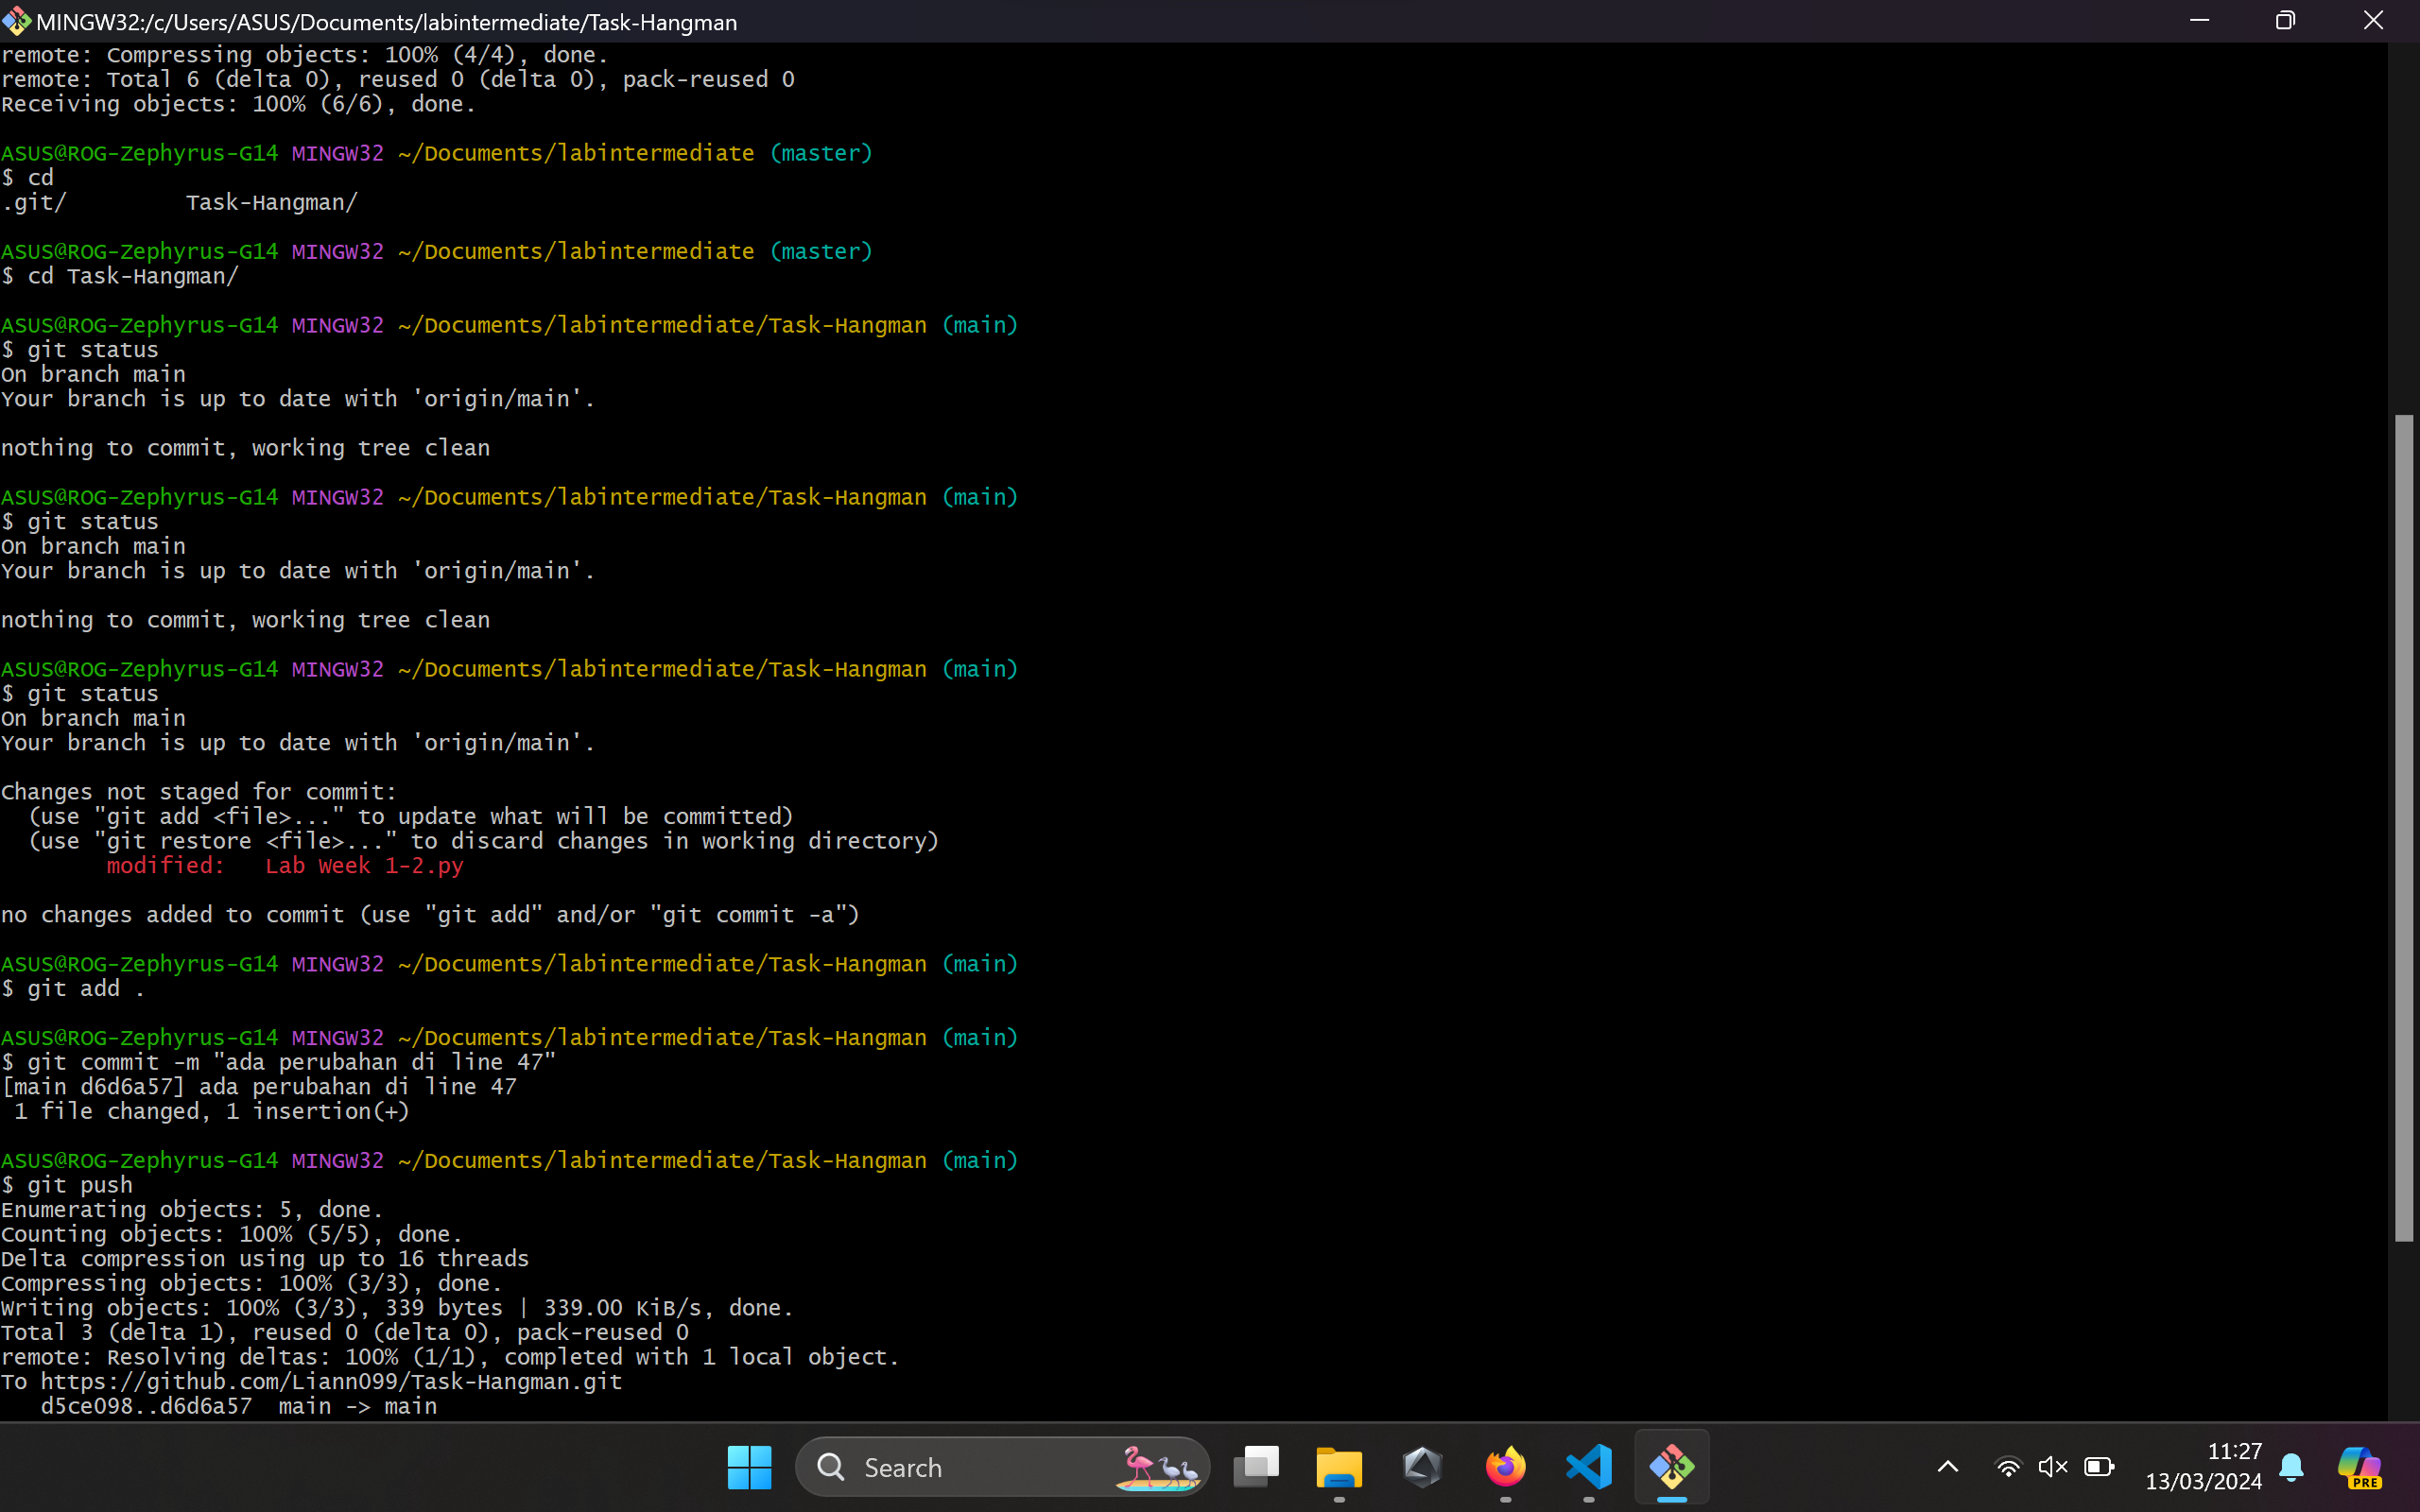 MINGW32:/c/Users/ASUS/Documents/labintermediate/Task-Hangman
remote: Compressing objects: 100% (4/4), done.
remote: Total 6 (delta 0), reused 0 (delta 0), pack-reused 0
Receiving objects: 100% (6/6), done.
ASUS@ROG-Zephyrus-G14 MINGW32 ~/Documents/labintermediate (master)
$ cd
.git/         Task-Hangman/
ASUS@ROG-Zephyrus-G14 MINGW32 ~/Documents/labintermediate (master)
$ cd Task-Hangman/
ASUS@ROG-Zephyrus-G14 MINGW32 ~/Documents/labintermediate/Task-Hangman (main)
$ git status
On branch main
Your branch is up to date with 'origin/main'.
nothing to commit, working tree clean
ASUS@ROG-Zephyrus-G14 MINGW32 ~/Documents/labintermediate/Task-Hangman (main)
$ git status
On branch main
Your branch is up to date with 'origin/main'.
nothing to commit, working tree clean
ASUS@ROG-Zephyrus-G14 MINGW32 ~/Documents/labintermediate/Task-Hangman (main)
$ git status
On branch main
Your branch is up to date with 'origin/main'.
Changes not staged for commit:
  (use "git add <file>..." to update what will be committed)
  (use "git restore <file>..." to discard changes in working directory)
        modified:   Lab Week 1-2.py
no changes added to commit (use "git add" and/or "git commit -a")
ASUS@ROG-Zephyrus-G14 MINGW32 ~/Documents/labintermediate/Task-Hangman (main)
$ git add .
ASUS@ROG-Zephyrus-G14 MINGW32 ~/Documents/labintermediate/Task-Hangman (main)
$ git commit -m "ada perubahan di line 47"
[main d6d6a57] ada perubahan di line 47
 1 file changed, 1 insertion(+)
ASUS@ROG-Zephyrus-G14 MINGW32 ~/Documents/labintermediate/Task-Hangman (main)
$ git push
Enumerating objects: 5, done.
Counting objects: 100% (5/5), done.
Delta compression using up to 16 threads
Compressing objects: 100% (3/3), done.
Writing objects: 100% (3/3), 339 bytes | 339.00 KiB/s, done.
Total 3 (delta 1), reused 0 (delta 0), pack-reused 0
remote: Resolving deltas: 100% (1/1), completed with 1 local object.
To https://github.com/Liann099/Task-Hangman.git
   d5ce098..d6d6a57  main -> main
Search
11:27
13/03/2024
PRE